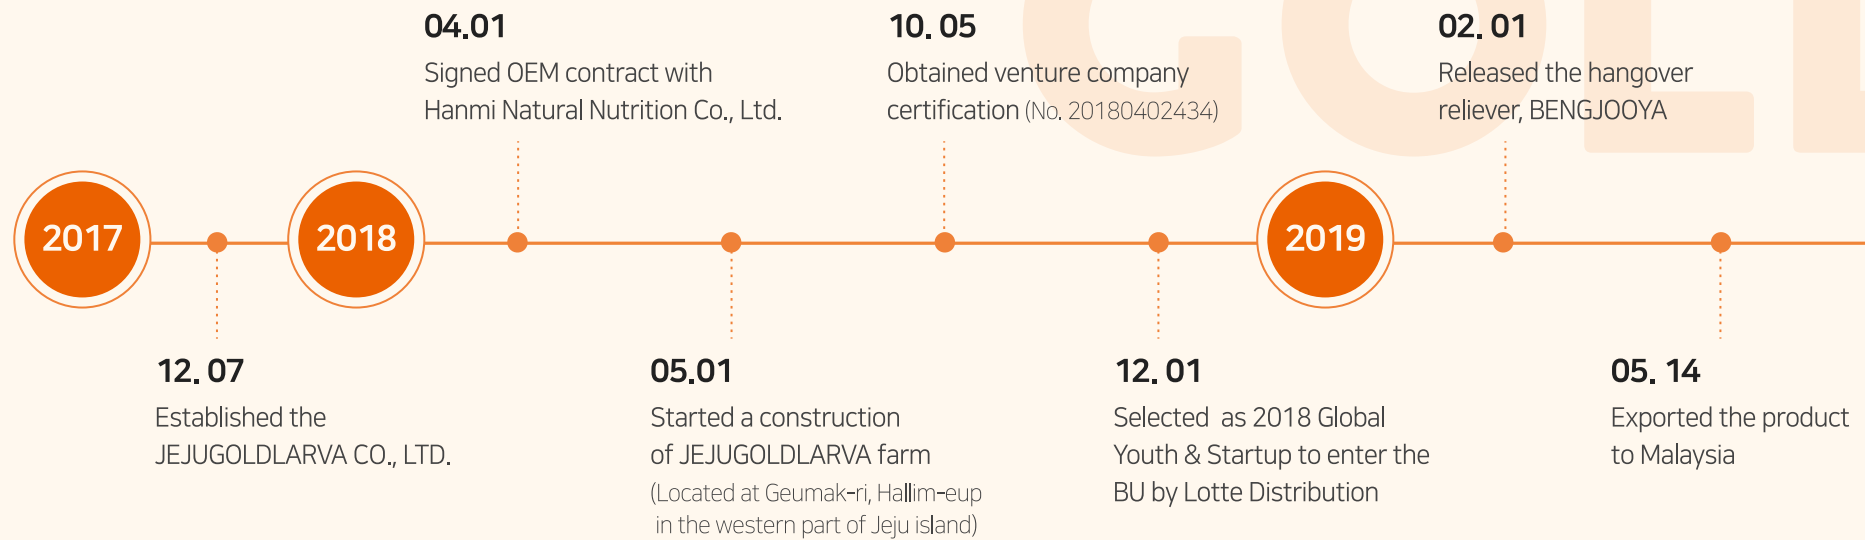 04.01
Signed OEM contract with
Hanmi Natural Nutrition Co., Ltd.
10. 05
Obtained venture company
certification (No. 20180402434)
02. 01
Released the hangover
reliever, BENGJOOYA
2017
2018
2019
12. 07
Established the
JEJUGOLDLARVA CO., LTD.
05.01
Started a construction
of JEJUGOLDLARVA farm
(Located at Geumak-ri, Hallim-eup
in the western part of Jeju island)
12. 01
Selected as 2018 Global
Youth & Startup to enter the
BU by Lotte Distribution
05. 14
Exported the product
to Malaysia